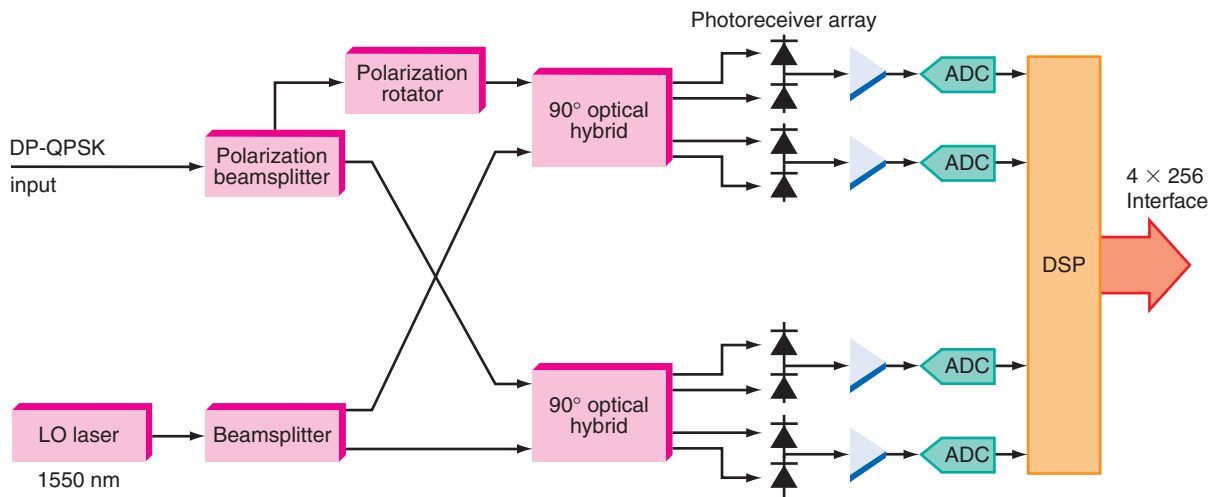 Photoreceiver array
Polarization
rotator
90° optical
hybrid
ADC
DP-QPSK
input
Polarization
beamsplitter
ADC
4 × 256
Interface
DSP
ADC
90° optical
hybrid
LO laser
Beamsplitter
ADC
1550 nm